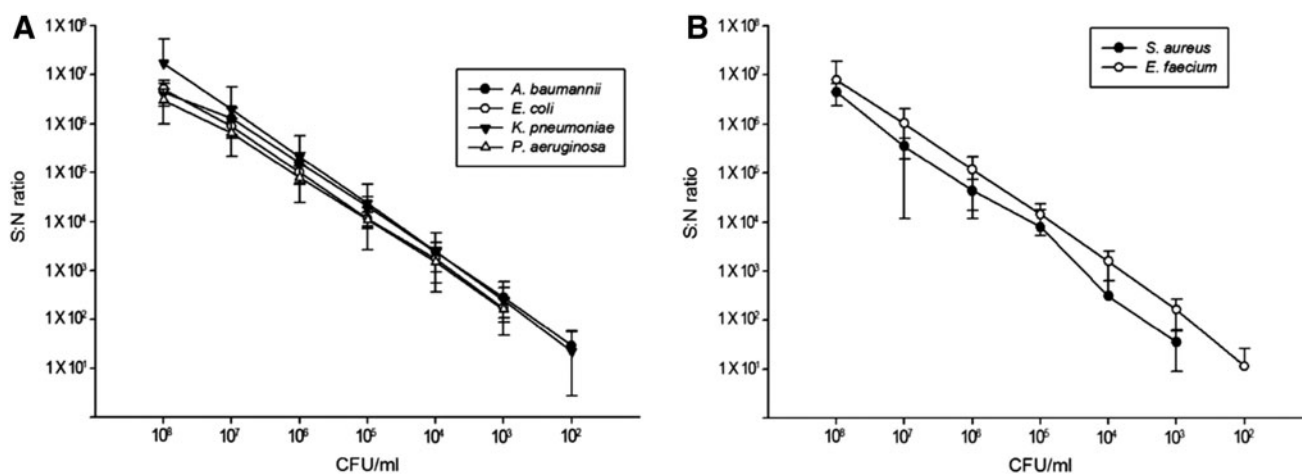 A
S:N ratio
1 X 10⁸
1 X 10⁷
1 X 10⁶
1 X 10⁵
1 X 10⁴
1 X 10³
1 X 10²
1 X 10¹
A. baumannii
E. coli
K. pneumoniae
P. aeruginosa
10⁸ 10⁷ 10⁶ 10⁵ 10⁴ 10³ 10²
CFU/ml
B
S:N ratio
1 X 10⁸
1 X 10⁷
1 X 10⁶
1 X 10⁵
1 X 10⁴
1 X 10³
1 X 10²
1 X 10¹
S. aureus
E. faecium
10⁸ 10⁷ 10⁶ 10⁵ 10⁴ 10³ 10²
CFU/ml